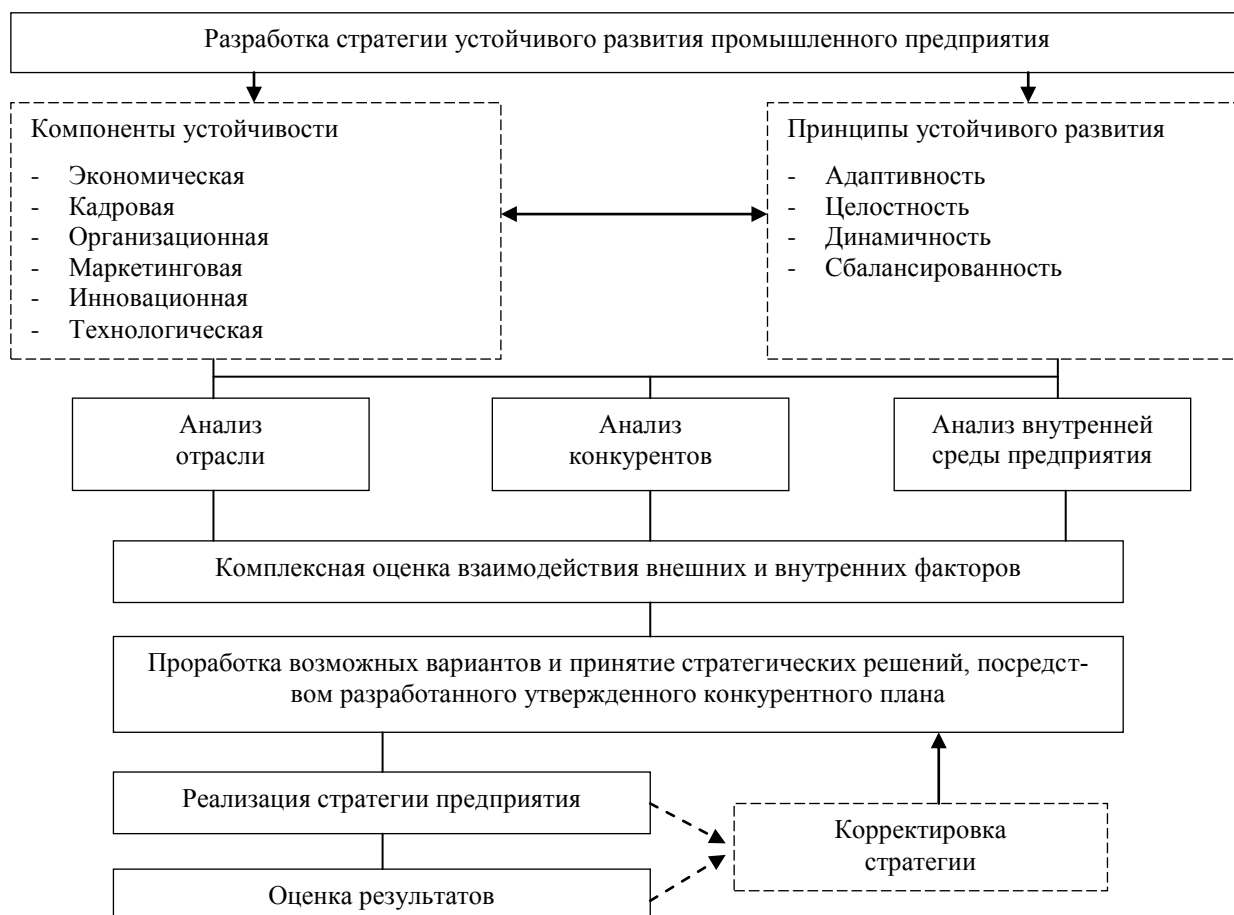 Разработка стратегии устойчивого развития промышленного предприятия
Компоненты устойчивости
- Экономическая
- Кадровая
- Организационная
- Маркетинговая
- Инновационная
- Технологическая
Принципы устойчивого развития
- Адаптивность
- Целостность
- Динамичность
- Сбалансированность
Анализ
отрасли
Анализ
конкурентов
Анализ внутренней
среды предприятия
Комплексная оценка взаимодействия внешних и внутренних факторов
Проработка возможных вариантов и принятие стратегических решений, посредст-
вом разработанного утвержденного конкурентного плана
Реализация стратегии предприятия
Корректировка
стратегии
Оценка результатов